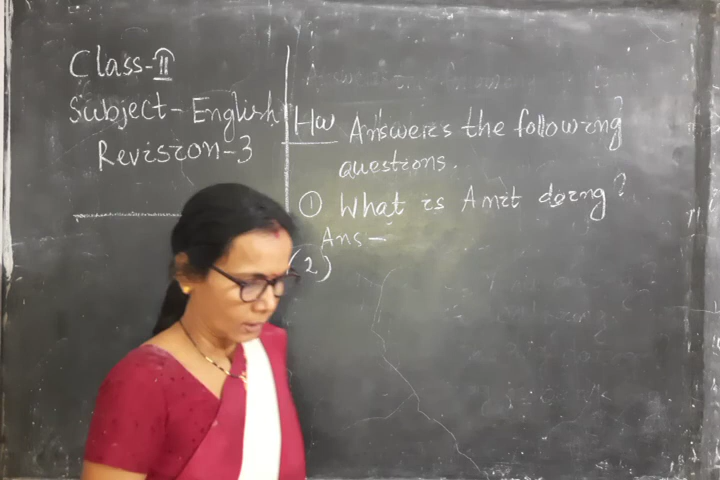 Class-II
Subject-English
Revision-3
HW Answers the following
questions.
① What is Amit doing?
Ans-
(2)